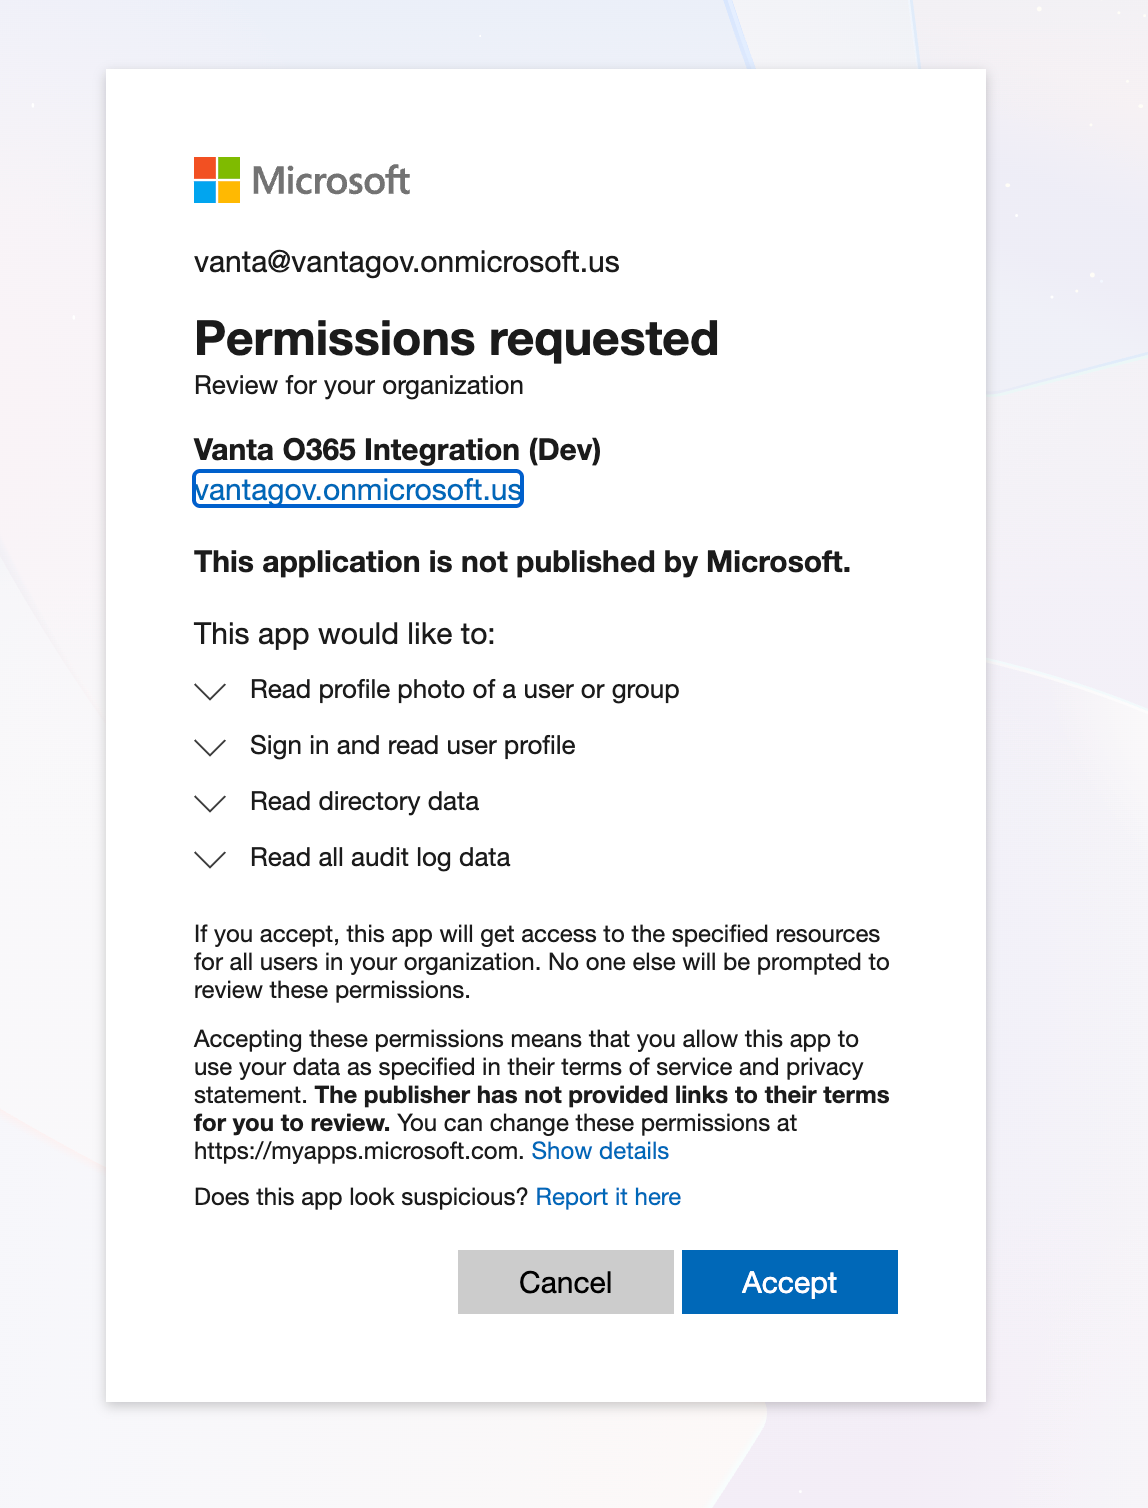 Microsoft
vanta@vantagov.onmicrosoft.us
Permissions requested
Review for your organization
Vanta O365 Integration (Dev)
vantagov.onmicrosoft.us
This application is not published by Microsoft.
This app would like to:
Read profile photo of a user or group
Sign in and read user profile
Read directory data
Read all audit log data
If you accept, this app will get access to the specified resources
for all users in your organization. No one else will be prompted to
review these permissions.
Accepting these permissions means that you allow this app to
use your data as specified in their terms of service and privacy
statement. The publisher has not provided links to their terms
for you to review. You can change these permissions at
https://myapps.microsoft.com. Show details
Does this app look suspicious? Report it here
Cancel Accept